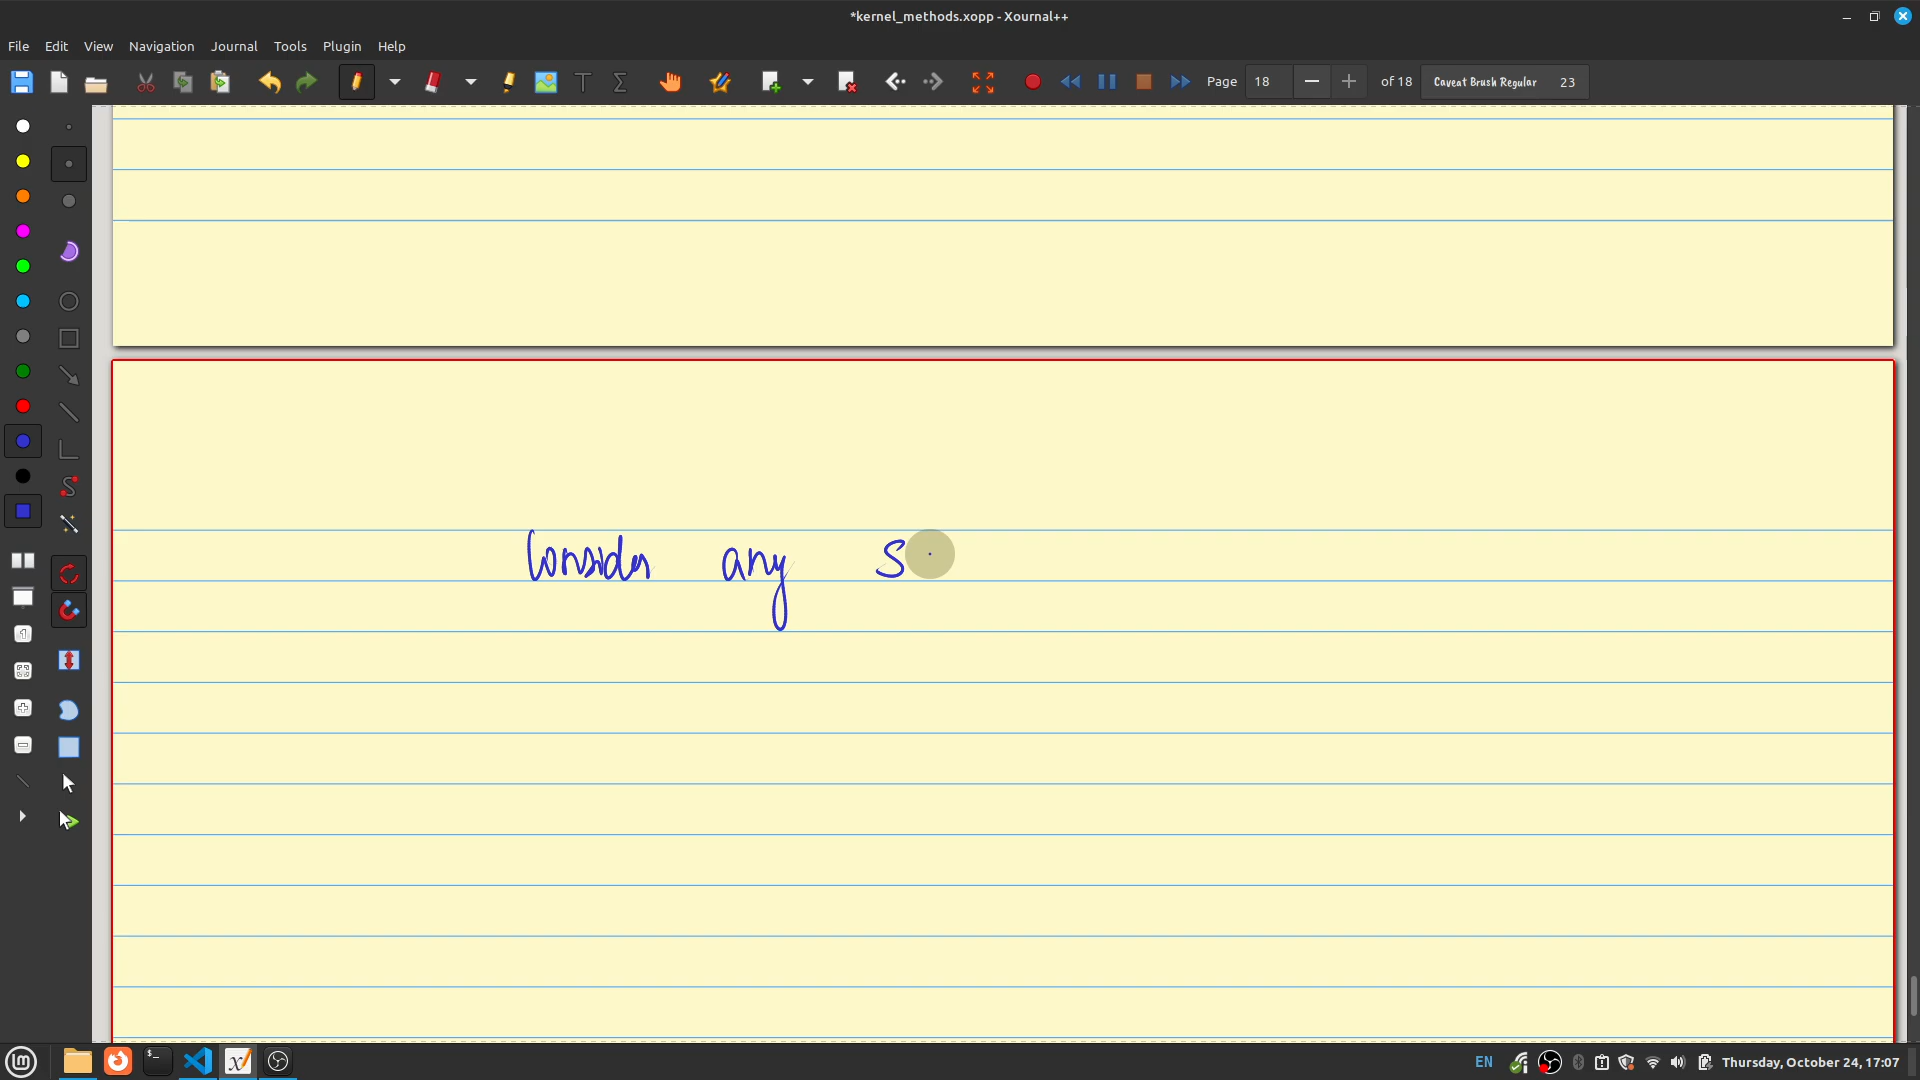 *kernel_methods.xopp - Xournal++
File Edit View Navigation Journal Tools Plugin Help
Page 18 of 18 Caveat Brush Regular 23
Consider any S
EN Thursday, October 24, 17:07